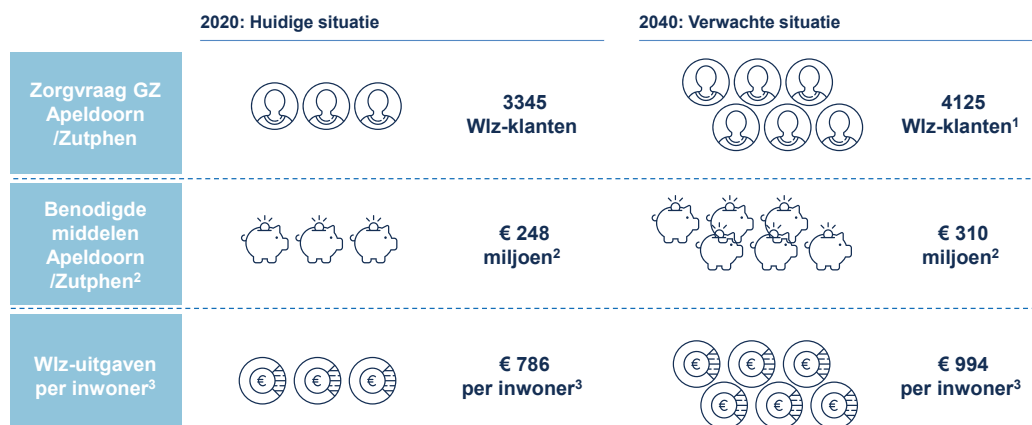 2020: Huidige situatie
2040: Verwachte situatie
Zorgvraag GZ
Apeldoorn
/Zutphen
3345
Wlz-klanten
4125
Wlz-klanten¹
Benodigde
middelen
Apeldoorn
/Zutphen²
€ 248
miljoen²
€ 310
miljoen²
Wlz-uitgaven
per inwoner³
€ 786
per inwoner³
€ 994
per inwoner³